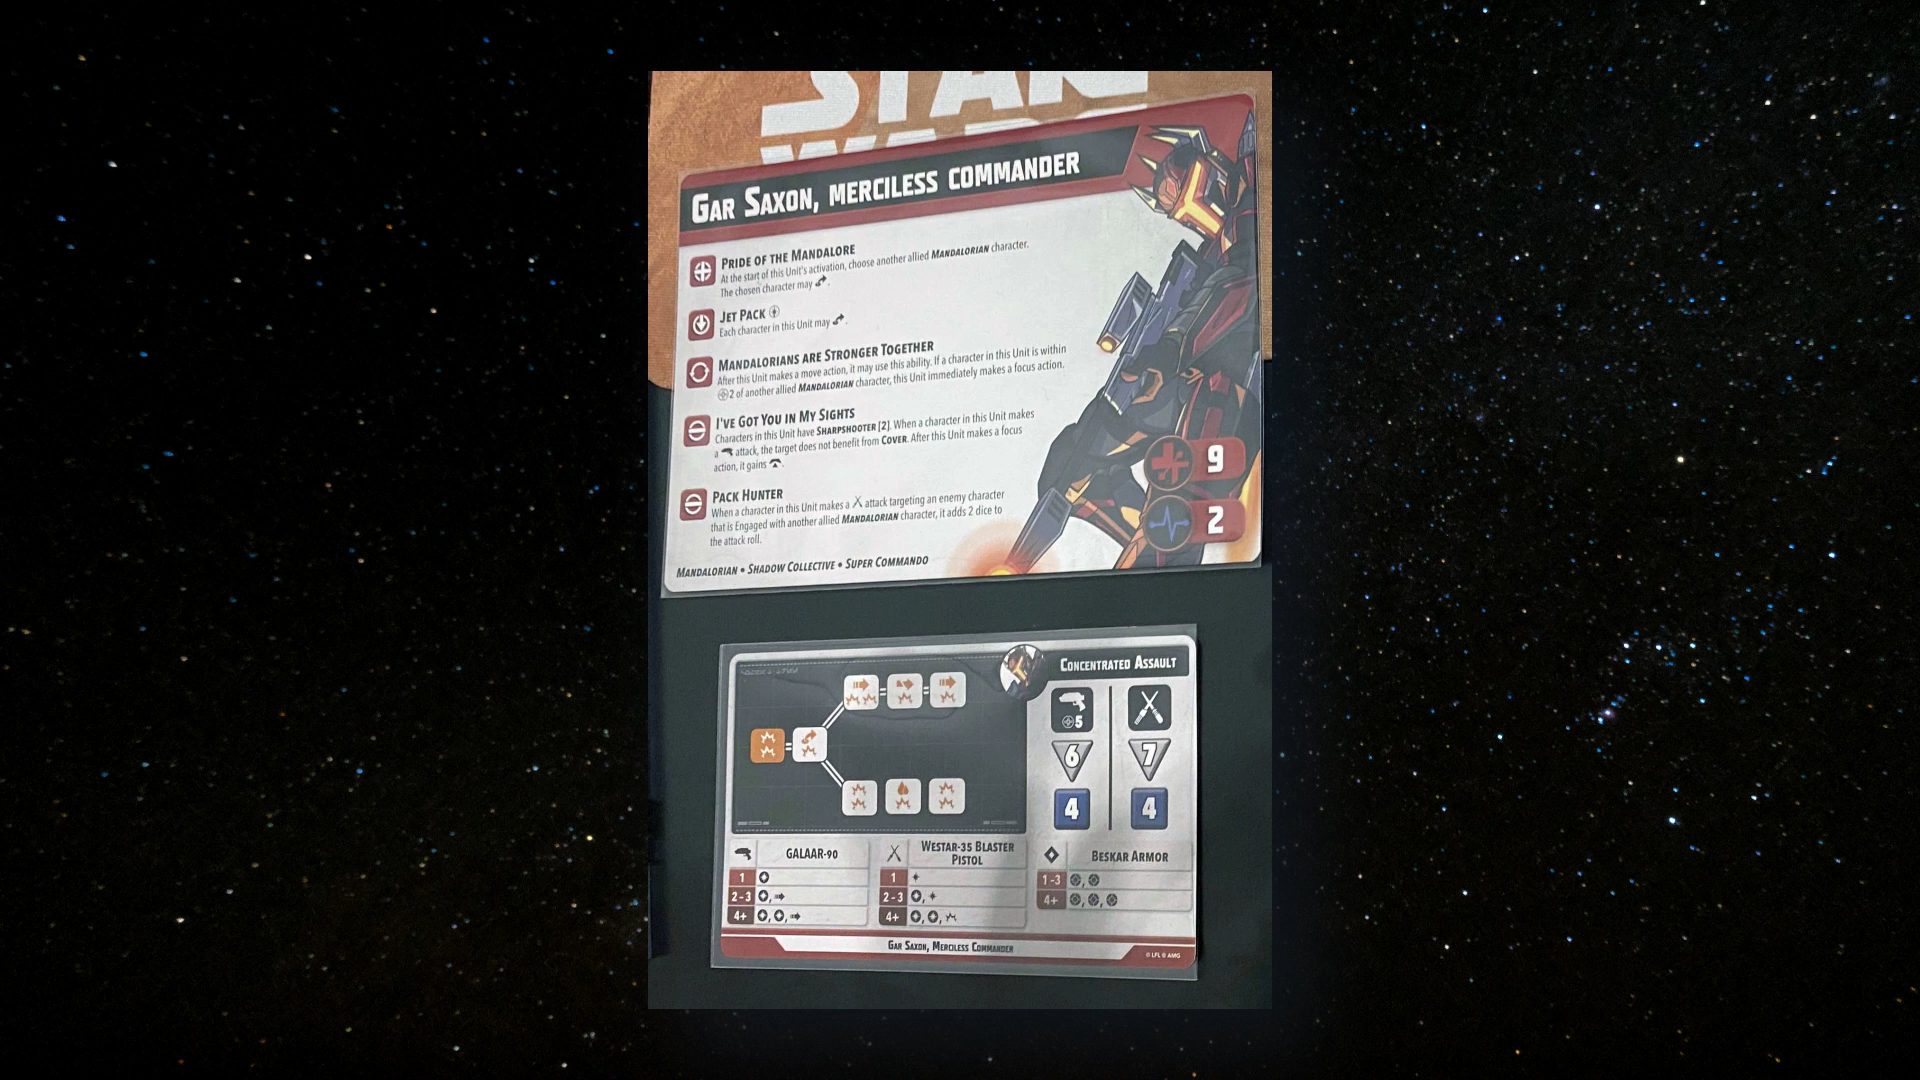 STAR
WARS
GAR SAXON, MERCILESS COMMANDER
PRIDE OF THE MANDALORE
At the start of this Unit's activation, choose another allied MANDALORIAN character.
The chosen character may .
JET PACK
Each character in this Unit may .
MANDALORIANS ARE STRONGER TOGETHER
After this Unit makes a move action, it may use this ability. If a character in this Unit is within
2 of another allied MANDALORIAN character, this Unit immediately makes a focus action.
I'VE GOT YOU IN MY SIGHTS
Characters in this Unit have SHARPSHOOTER [2]. When a character in this Unit makes
a attack, the target does not benefit from COVER. After this Unit makes a focus
action, it gains .
PACK HUNTER
When a character in this Unit makes a attack targeting an enemy character
that is Engaged with another allied MANDALORIAN character, it adds 2 dice to
the attack roll.
9
2
MANDALORIAN • SHADOW COLLECTIVE • SUPER COMMANDO
CONCENTRATED ASSAULT
5
6 7
4 4
GALAAR-90
1
2-3
4+
WESTAR-35 BLASTER
PISTOL
1
2-3
4+
BESKAR ARMOR
1-3
4+
GAR SAXON, MERCILESS COMMANDER
© LFL © AMG